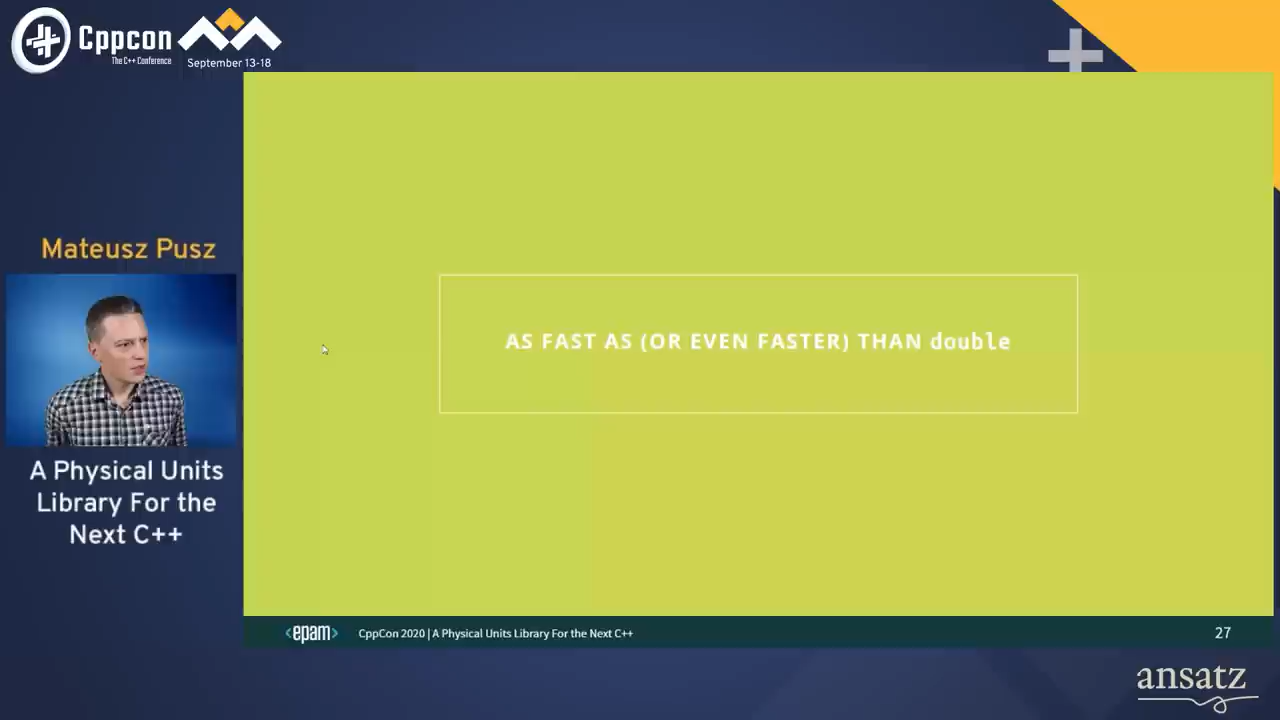 Cppcon
The C++ Conference
September 13-18
Mateusz Pusz
A Physical Units
Library For the
Next C++
AS FAST AS (OR EVEN FASTER) THAN double
<epam>
CppCon 2020 | A Physical Units Library For the Next C++
27
ansatz